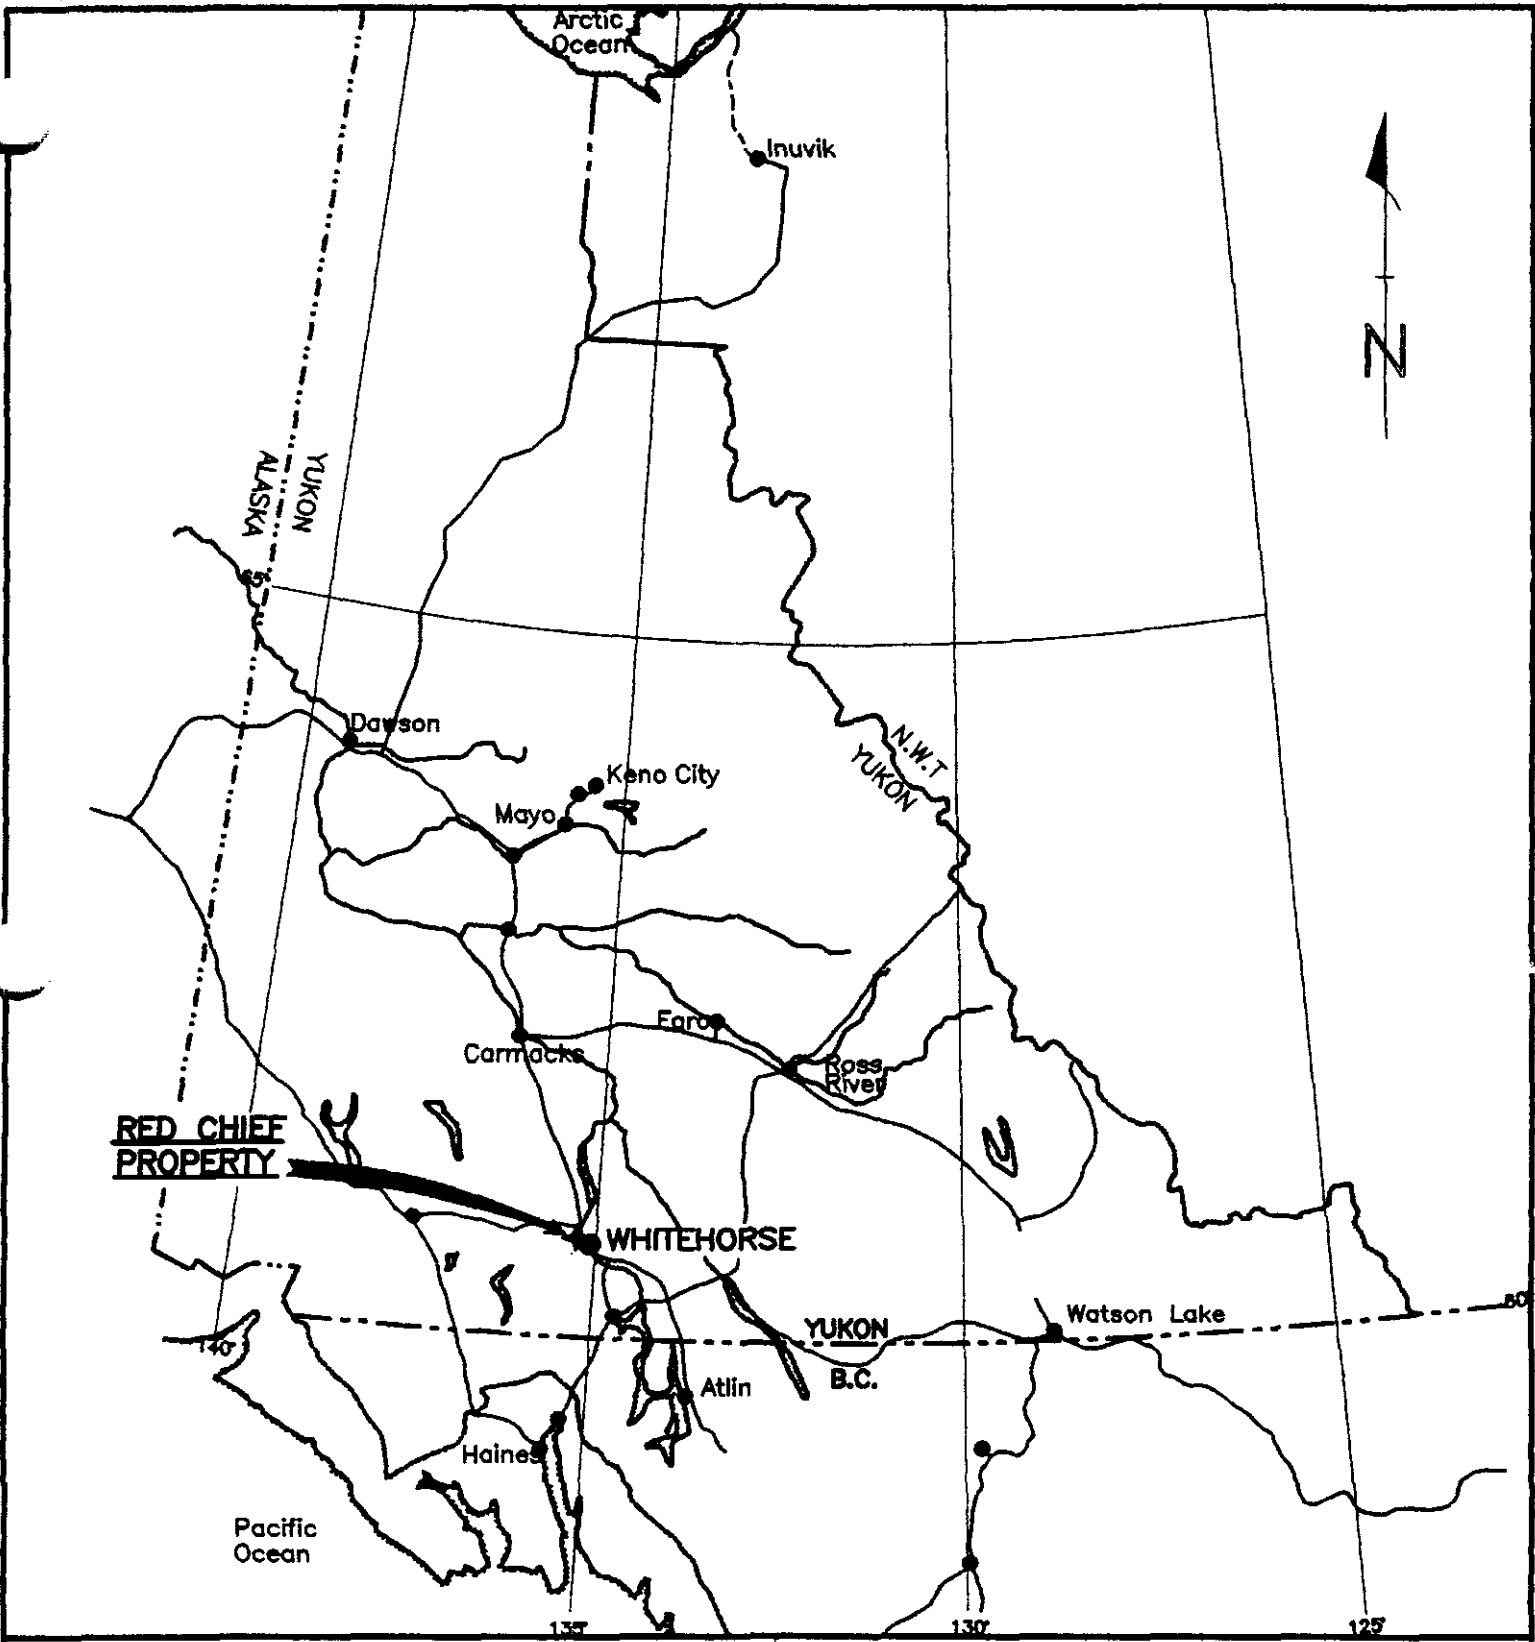 Arctic
Ocean
Inuvik
N
YUKON
ALASKA
65°
Dawson
Keno City
Mayo
N.W.T
YUKON
Faro
Carmacks
Ross
River
RED CHIEF
PROPERTY
WHITEHORSE
60°
Watson Lake
YUKON
B.C.
140°
Atlin
Haines
Pacific
Ocean
135°
130°
125°